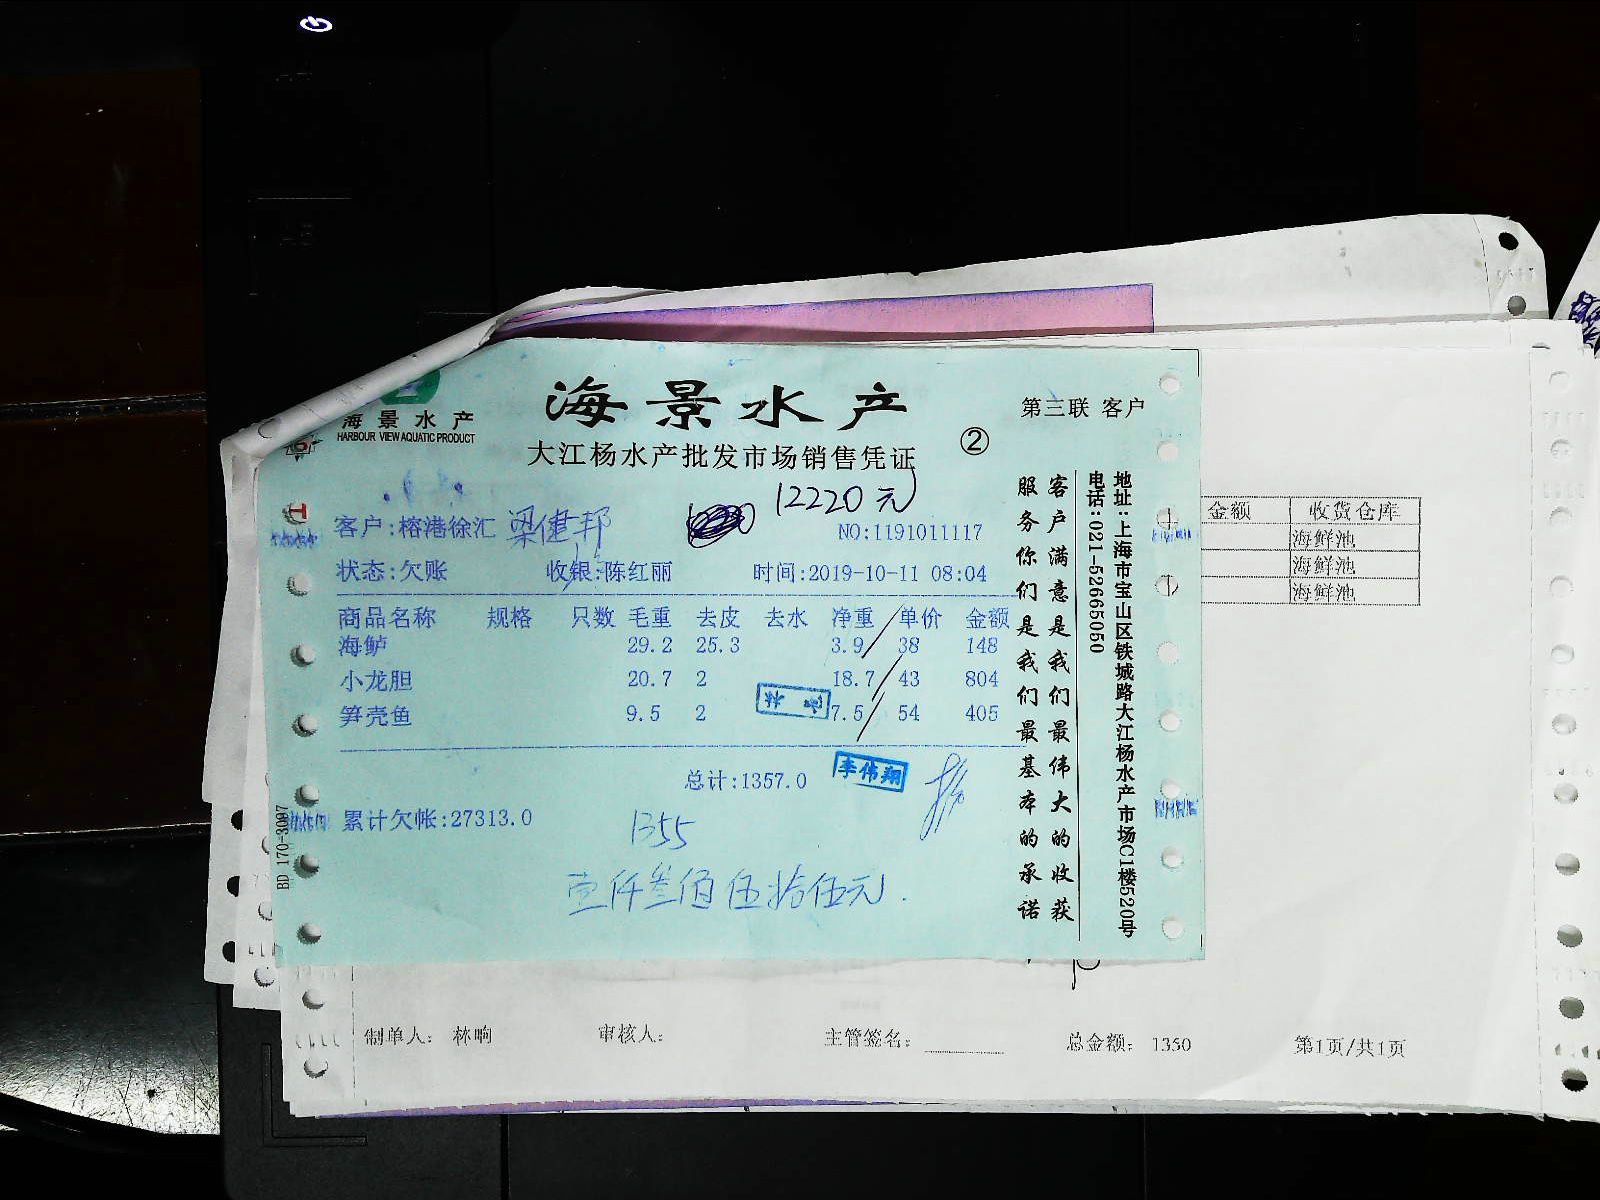 海景水产
HARBOUR VIEW AQUATIC PRODUCT
海景水产
大江杨水产批发市场销售凭证
②
第三联 客户
12220元
客户:榕港徐汇 梁健邦
NO:1191011117
状态:欠账 收银:陈红丽 时间:2019-10-11 08:04
商品名称 规格 只数 毛重 去皮 去水 净重 单价 金额
海鲈 29.2 25.3 3.9 38 148
小龙胆 20.7 2 18.7 43 804
笋壳鱼 9.5 2 7.5 54 405
总计:1357.0
李伟翔
累计欠帐:27313.0
1355
壹仟叁佰伍拾伍元.
BD 170-3007
客户满意是我们最伟大的收获
服务你们是我们最基本的承诺
地址:上海市宝山区铁城路大江杨水产市场C1楼520号
电话:021-52665050
金额 收货仓库
海鲜池
海鲜池
海鲜池
制单人: 林响 审核人: 主管签名: 总金额: 1350 第1页/共1页